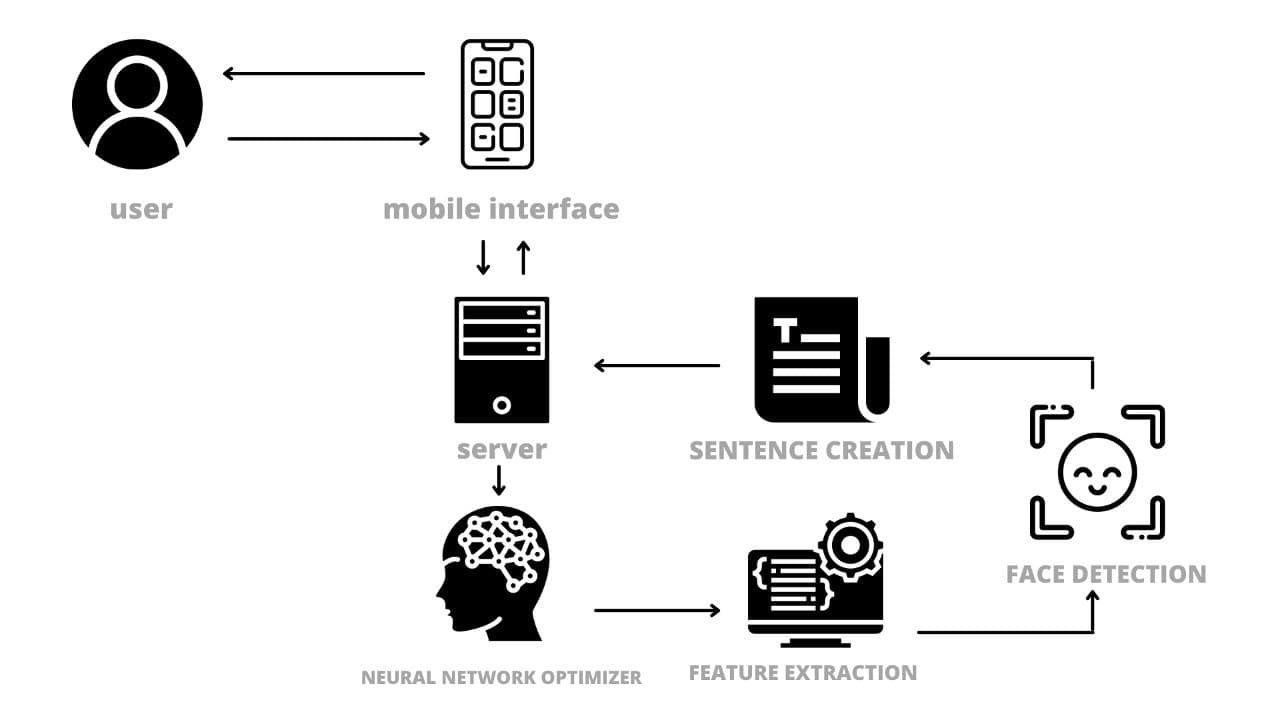 user
mobile interface
server
SENTENCE CREATION
FACE DETECTION
NEURAL NETWORK OPTIMIZER
FEATURE EXTRACTION